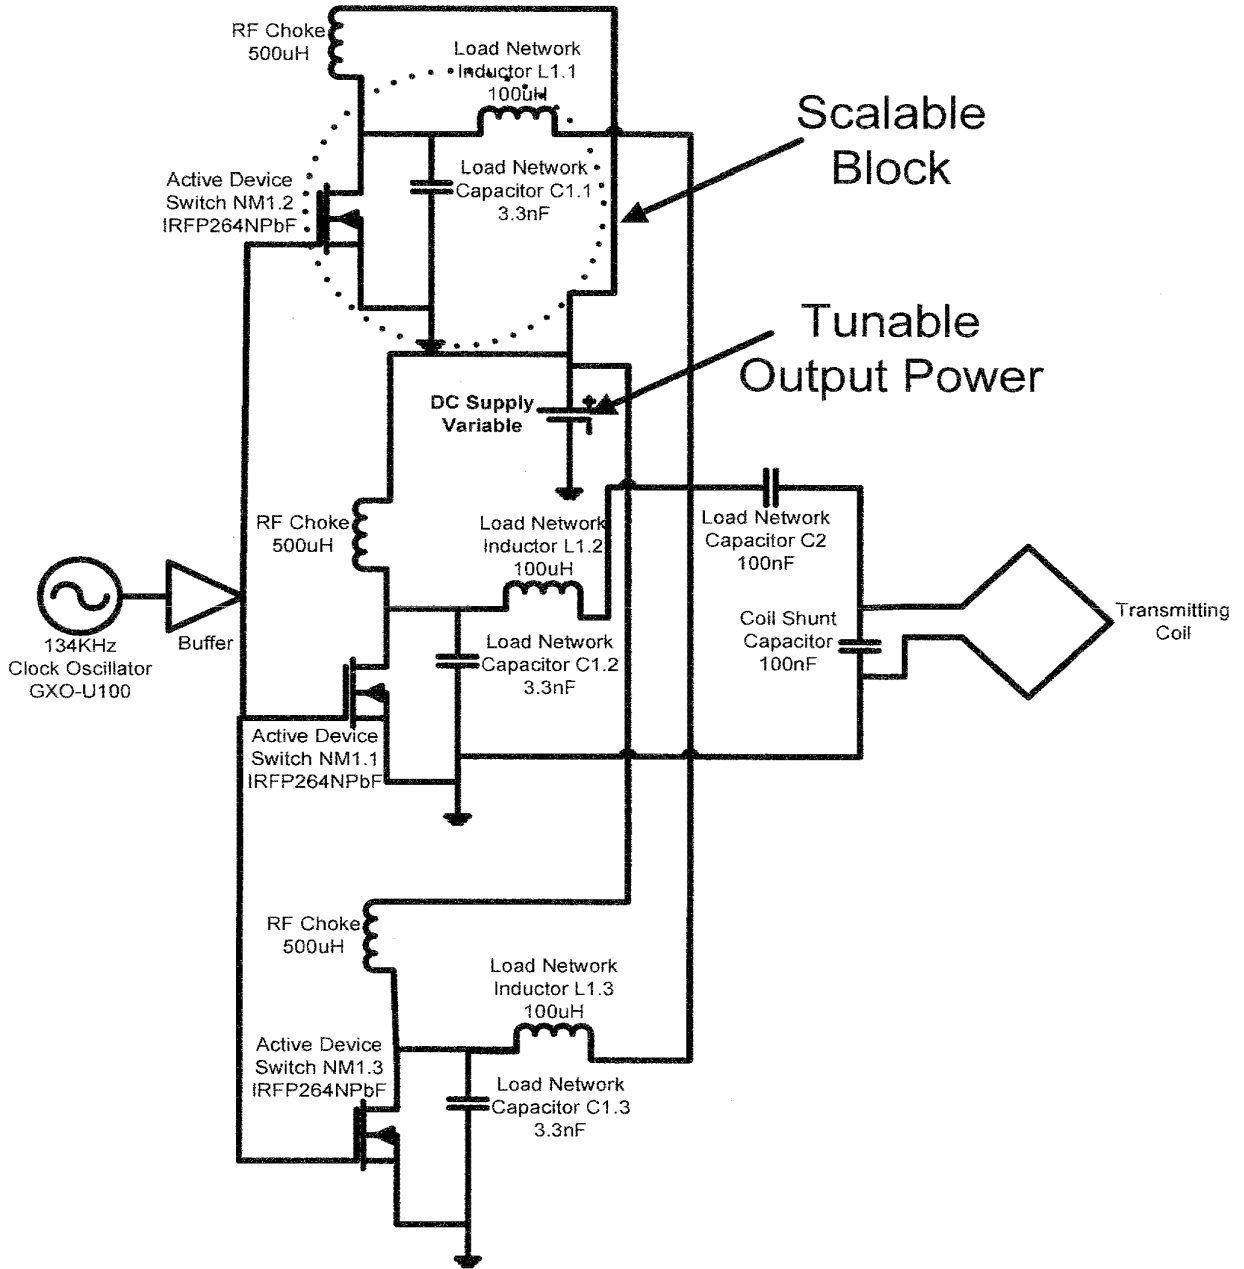 RF Choke
500uH
Load Network
Inductor L1.1
100uH
Scalable
Block
Active Device
Switch NM1.2
IRFP264NPbF
Load Network
Capacitor C1.1
3.3nF
Tunable
Output Power
DC Supply
Variable
+
RF Choke
500uH
Load Network
Inductor L1.2
100uH
Load Network
Capacitor C2
100nF
134KHz
Clock Oscillator
GXO-U100
Buffer
Load Network
Capacitor C1.2
3.3nF
Coil Shunt
Capacitor
100nF
Transmitting
Coil
Active Device
Switch NM1.1
IRFP264NPbF
RF Choke
500uH
Load Network
Inductor L1.3
100uH
Active Device
Switch NM1.3
IRFP264NPbF
Load Network
Capacitor C1.3
3.3nF